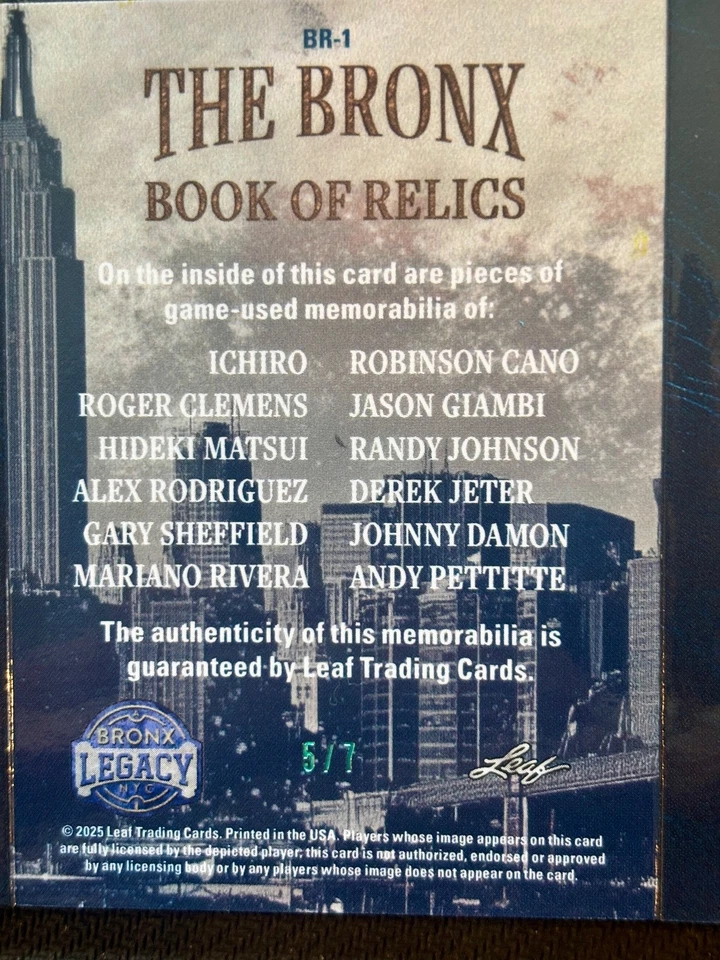 BR-1
THE BRONX
BOOK OF RELICS
On the inside of this card are pieces of
game-used memorabilia of:
ICHIRO ROBINSON CANO
ROGER CLEMENS JASON GIAMBI
HIDEKI MATSUI RANDY JOHNSON
ALEX RODRIGUEZ DEREK JETER
GARY SHEFFIELD JOHNNY DAMON
MARIANO RIVERA ANDY PETTITTE
The authenticity of this memorabilia is
guaranteed by Leaf Trading Cards.
BRONX
LEGACY
NYC
5/7
Leaf
© 2025 Leaf Trading Cards. Printed in the USA. Players whose image appears on this card
are fully licensed by the depicted player; this card is not authorized, endorsed or approved
by any licensing body or by any players whose image does not appear on the card.